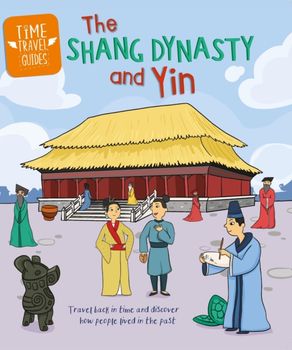 TIME
TRAVEL
GUIDES
The
SHANG DYNASTY
and Yin
Travel back in time and discover
how people lived in the past